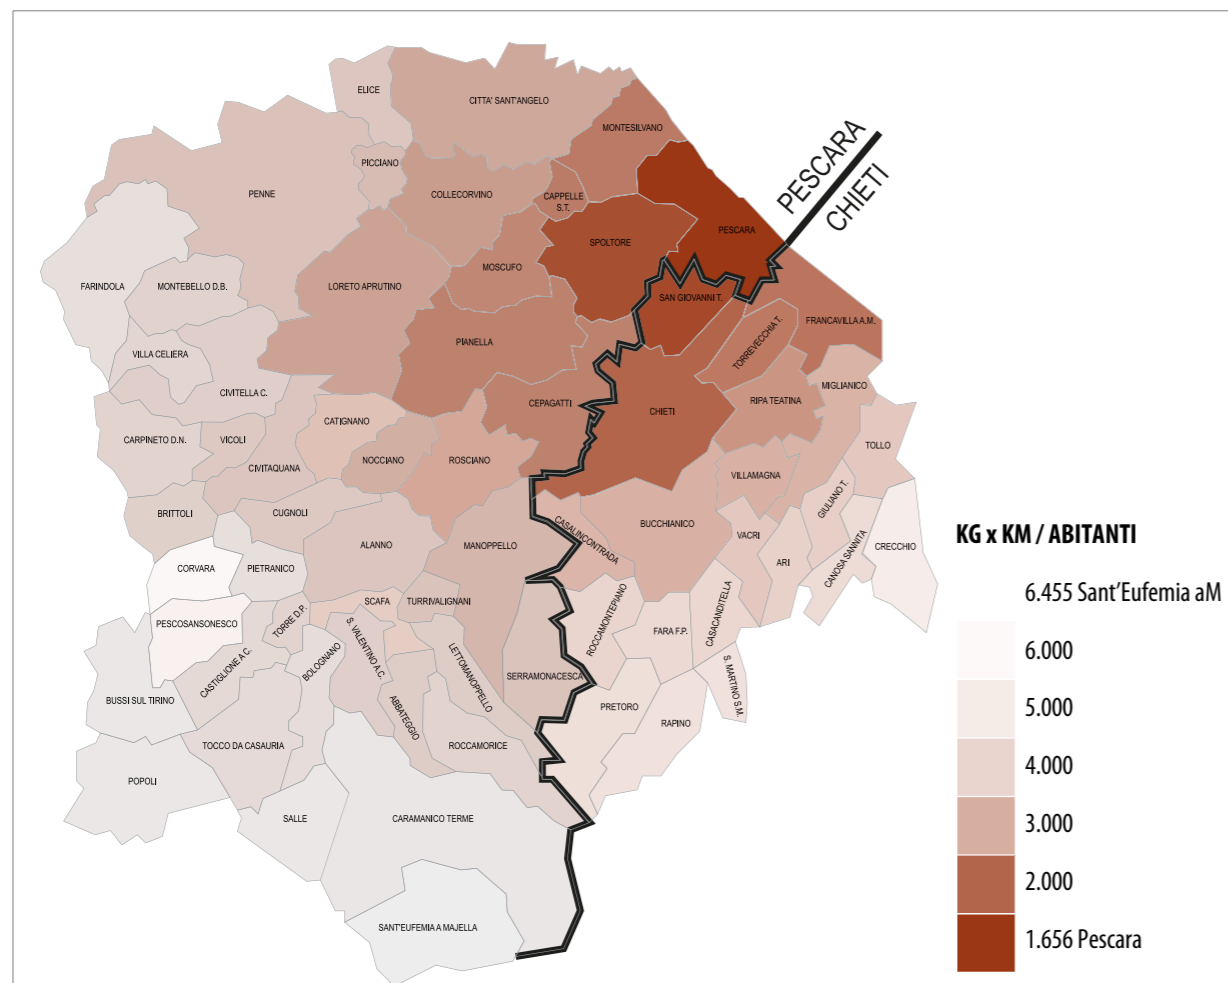 ELICE
CITTA' SANT'ANGELO
MONTESILVANO
PESCARA
CHIETI
PICCIANO
PENNE
COLLECORVINO
CAPPELLE
S.T.
PESCARA
SPOLTORE
MOSCUFO
FARINDOLA
MONTEBELLO D.B.
LORETO APRUTINO
SAN GIOVANNI T.
FRANCAVILLA A.M.
TORREVECCHIA T.
PIANELLA
VILLA CELIERA
CIVITELLA C.
MIGLIANICO
CEPAGATTI
CHIETI
RIPA TEATINA
CATIGNANO
CARPINETO D.N.
VICOLI
TOLLO
NOCCIANO
ROSCIANO
CIVITAQUANA
VILLAMAGNA
GIULIANO T.
BRITTOLI
CUGNOLI
CASALINCONTRADA
BUCCHIANICO
VACRI
CANOSA SANNITA
CRECCHIO
ALANNO
MANOPPELLO
ARI
CORVARA
PIETRANICO
SCAFA
TURRIVALIGNANI
ROCCAMONTEPIANO
CASACANDITELLA
PESCOSANSONESCO
TORRE D.P.
S. VALENTINO A.C.
FARA F.P.
CASTIGLIONE A C.
BOLOGNANO
LETTOMANOPPELLO
SERRAMONACESCA
S. MARTINO S.M.
BUSSI SUL TIRINO
ABBATEGGIO
PRETORO
RAPINO
TOCCO DA CASAURIA
ROCCAMORICE
POPOLI
SALLE
CARAMANICO TERME
SANT'EUFEMIA A MAJELLA
KG x KM / ABITANTI
6.455 Sant'Eufemia aM
6.000
5.000
4.000
3.000
2.000
1.656 Pescara